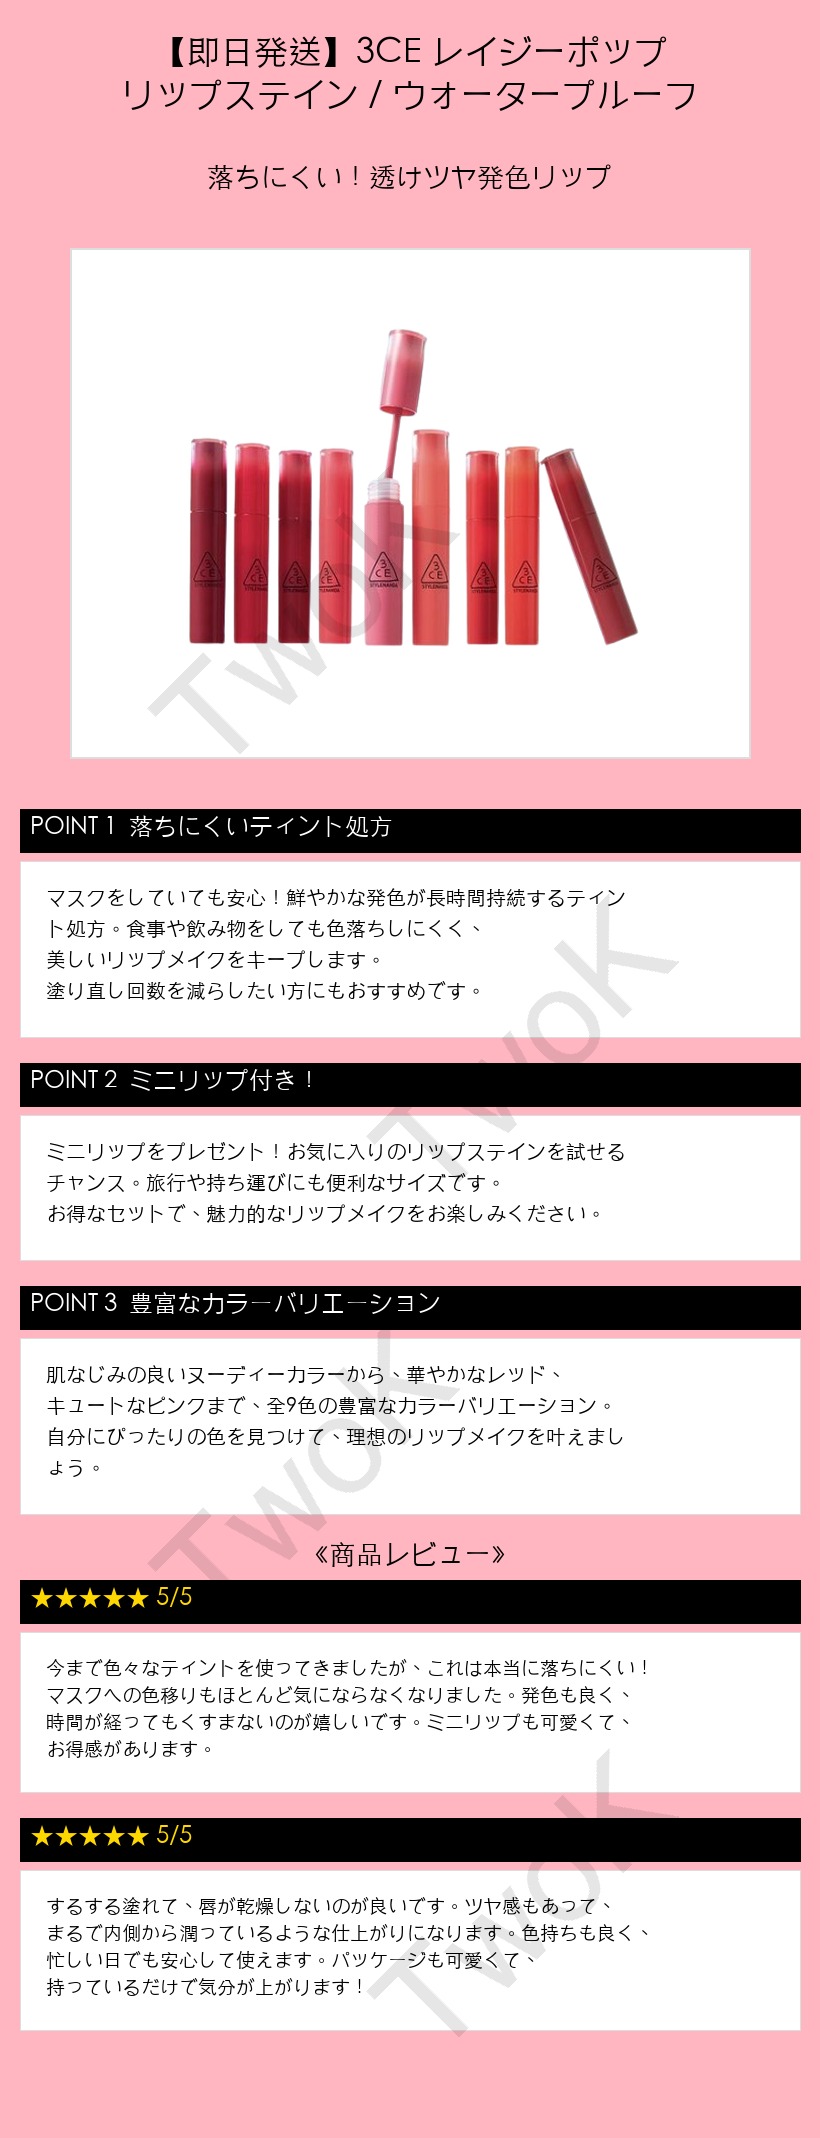 【即日発送】3CE レイジーポップ
リップステイン / ウォータープルーフ
落ちにくい！透けツヤ発色リップ
3CE
STYLENANDA
3CE
STYLENANDA
3CE
STYLENANDA
3CE
STYLENANDA
3CE
STYLENANDA
3CE
STYLENANDA
3CE
STYLENANDA
3CE
STYLENANDA
3CE
STYLENANDA
TwoK
POINT 1 落ちにくいティント処方
マスクをしていても安心！鮮やかな発色が長時間持続するティン
ト処方。食事や飲み物をしても色落ちしにくく、
美しいリップメイクをキープします。
塗り直し回数を減らしたい方にもおすすめです。
TwoK
POINT 2 ミニリップ付き！
ミニリップをプレゼント！お気に入りのリップステインを試せる
チャンス。旅行や持ち運びにも便利なサイズです。
お得なセットで、魅力的なリップメイクをお楽しみください。
POINT 3 豊富なカラーバリエーション
肌なじみの良いヌーディーカラーから、華やかなレッド、
キュートなピンクまで、全9色の豊富なカラーバリエーション。
自分にぴったりの色を見つけて、理想のリップメイクを叶えまし
ょう。
TwoK
《商品レビュー》
★★★★★ 5/5
今まで色々なティントを使ってきましたが、これは本当に落ちにくい！
マスクへの色移りもほとんど気にならなくなりました。発色も良く、
時間が経ってもくすまないのが嬉しいです。ミニリップも可愛くて、
お得感があります。
★★★★★ 5/5
するする塗れて、唇が乾燥しないのが良いです。ツヤ感もあって、
まるで内側から潤っているような仕上がりになります。色持ちも良く、
忙しい日でも安心して使えます。パッケージも可愛くて、
持っているだけで気分が上がります！
TwoK